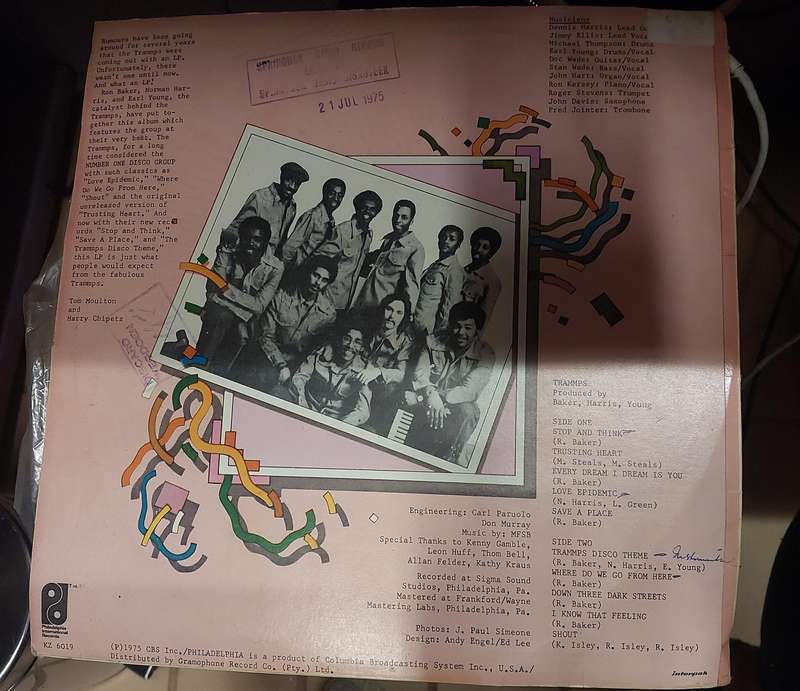 Rumours have been going
around for several years
that the Trammps were
coming out with an LP.
Unfortunately, there
wasn't one until now.
And what an LP!
Ron Baker, Norman Har-
ris, and Earl Young, the
catalyst behind the
Trammps, have put to-
gether this album which
features the group at
their very best. The
Trammps, for a long
time considered the
NUMBER ONE DISCO GROUP
with such classics as
"Love Epidemic," "Where
Do We Go From Here,"
"Shout" and the original
unreleased version of
"Trusting Heart," And
now with their new rec
ords "Stop and Think,"
"Save A Place," and "The
Trammps Disco Theme,"
this LP is just what
people would expect
from the fabulous
Trammps.
Tom Moulton
and
Harry Chipetz
21 JUL 1975
Musicians
Dennis Harris: Lead
Jimmy Ellis: Lead Voca
Michael Thompson: Drums
Earl Young: Drums/Vocal
Doc Wade: Guitar/Vocal
Stan Wade: Bass/Vocal
John Hart: Organ/Vocal
Ron Kersey: Piano/Vocal
Roger Stevens: Trumpet
John Davis: Saxophone
Fred Jointer: Trombone
TRAMMPS
Produced by
Baker, Harris, Young
SIDE ONE
STOP AND THINK
(R. Baker)
TRUSTING HEART
(M. Steals, M. Steals)
EVERY DREAM I DREAM IS YOU
(R. Baker)
LOVE EPIDEMIC
(N. Harris, L. Green)
SAVE A PLACE
(R. Baker)
SIDE TWO
TRAMMPS DISCO THEME
(R. Baker, N. Harris, E. Young)
WHERE DO WE GO FROM HERE
(R. Baker)
DOWN THREE DARK STREETS
(R. Baker)
I KNOW THAT FEELING
(R. Baker)
SHOUT
(K. Isley, R. Isley, R. Isley)
Engineering: Carl Paruolo
Don Murray
Music by: MFSB
Special Thanks to Kenny Gamble,
Leon Huff, Thom Bell,
Allan Felder, Kathy Kraus
Recorded at Sigma Sound
Studios, Philadelphia, Pa.
Mastered at Frankford/Wayne
Mastering Labs, Philadelphia, Pa.
Photos: J. Paul Simeone
Design: Andy Engel/Ed Lee
Philadelphia
International
Records
KZ 6019
(P)1975 CBS Inc./PHILADELPHIA is a product of Columbia Broadcasting System Inc., U.S.A./
Distributed by Gramophone Record Co. (Pty.) Ltd.
interpak